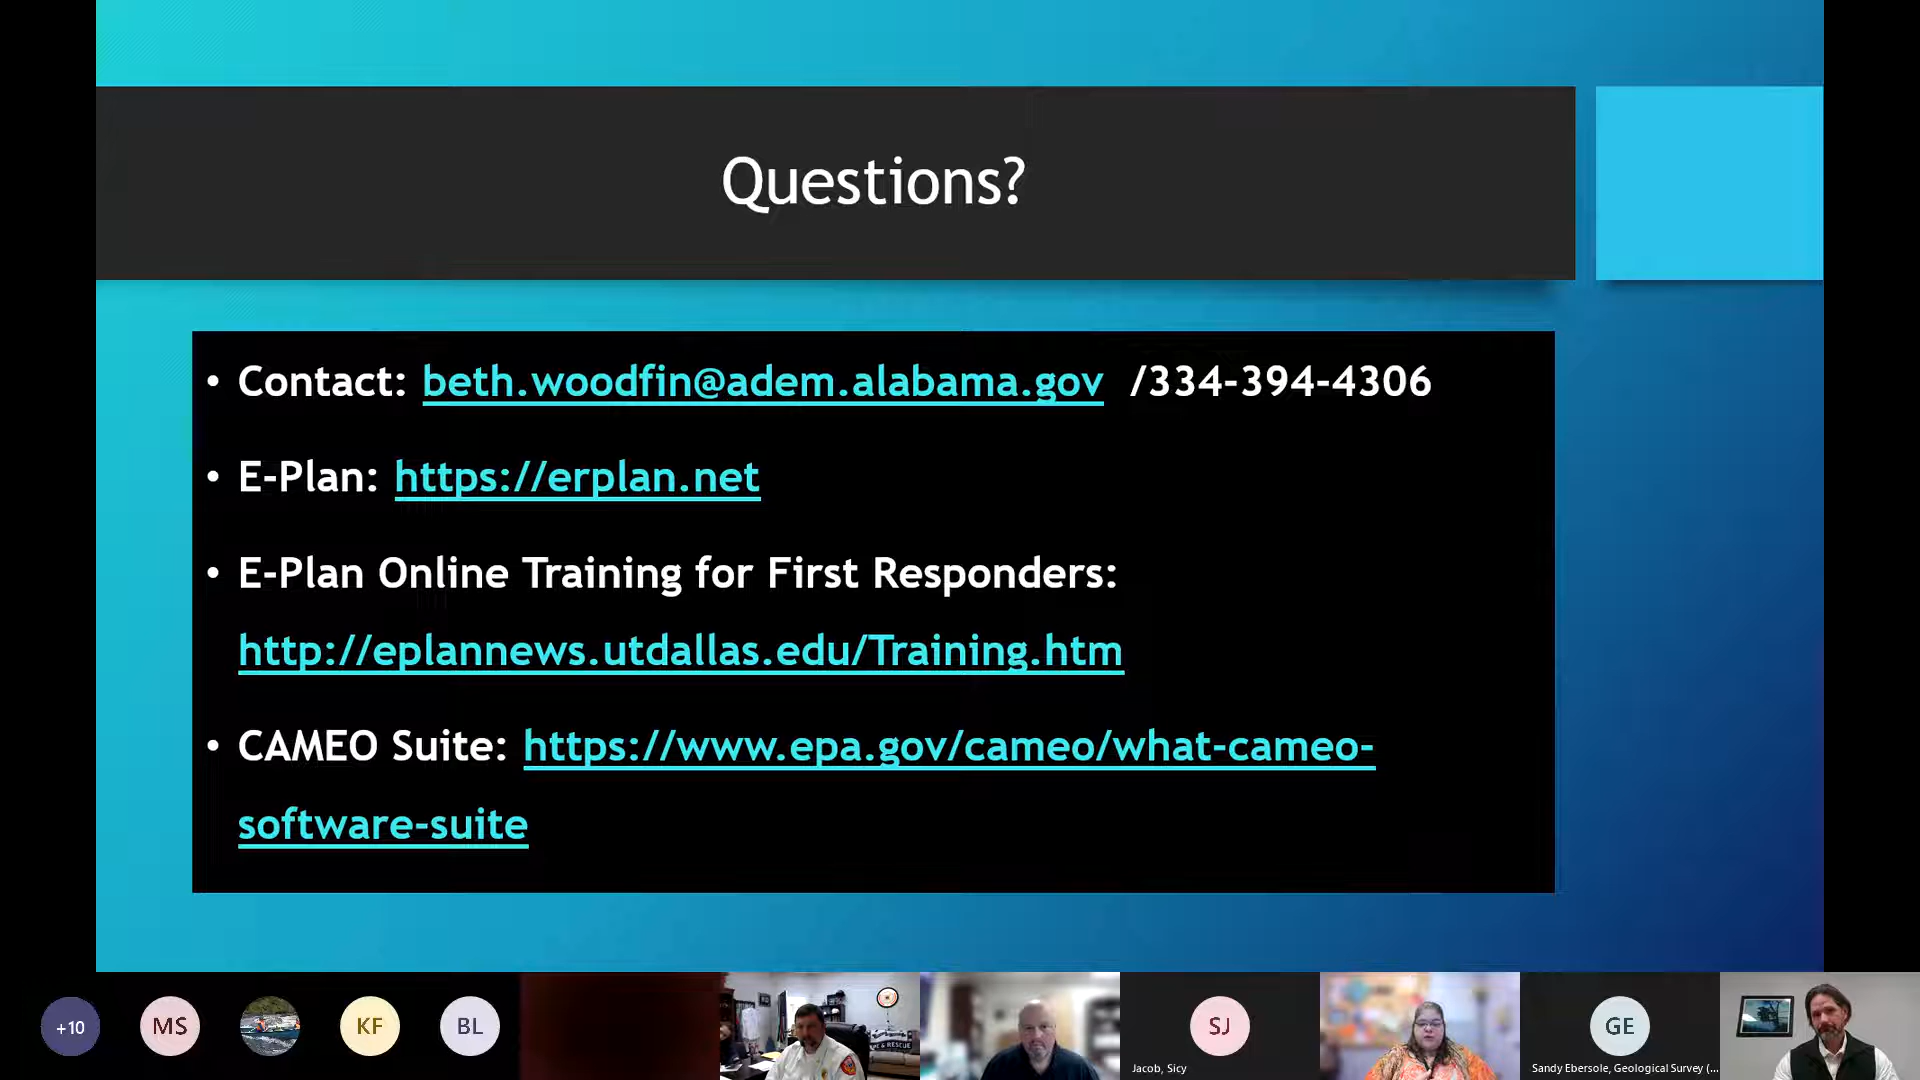 Questions?
• Contact: beth.woodfin@adem.alabama.gov /334-394-4306
• E-Plan: https://erplan.net
• E-Plan Online Training for First Responders:
http://eplannews.utdallas.edu/Training.htm
• CAMEO Suite: https://www.epa.gov/cameo/what-cameo-
software-suite
+10
MS
KF
BL
& RESCUE
SJ
Jacob, Sicy
GE
Sandy Ebersole, Geological Survey (...